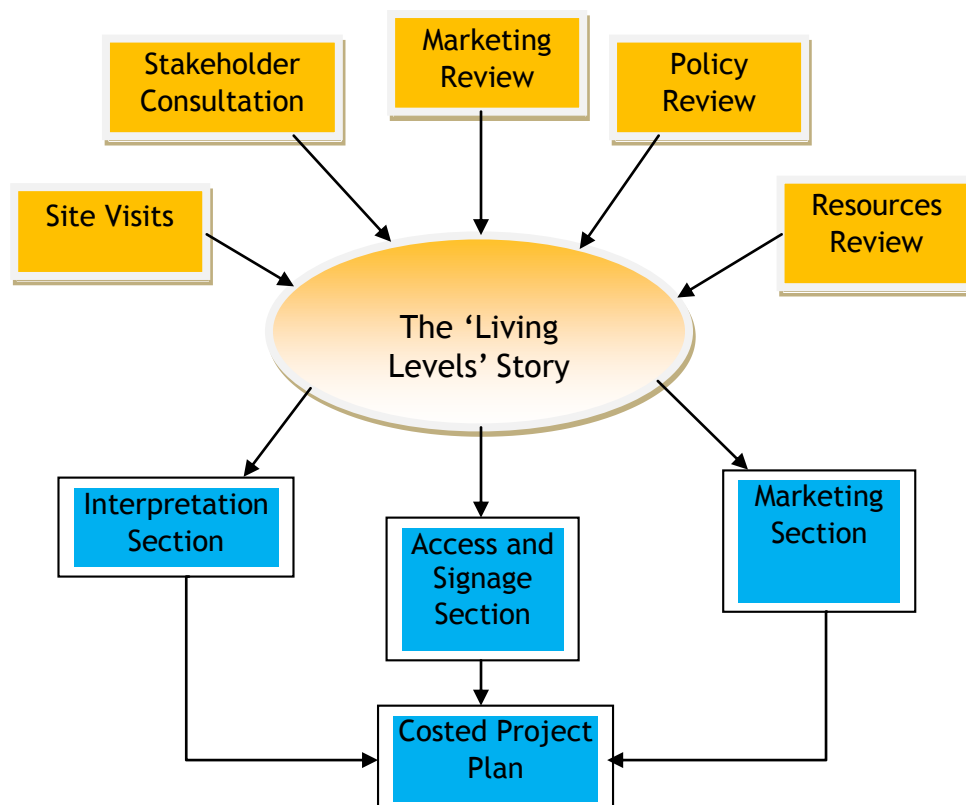 Marketing
Review
Stakeholder
Consultation
Policy
Review
Site Visits
Resources
Review
The ‘Living
Levels’ Story
Interpretation
Section
Access and
Signage
Section
Marketing
Section
Costed Project
Plan